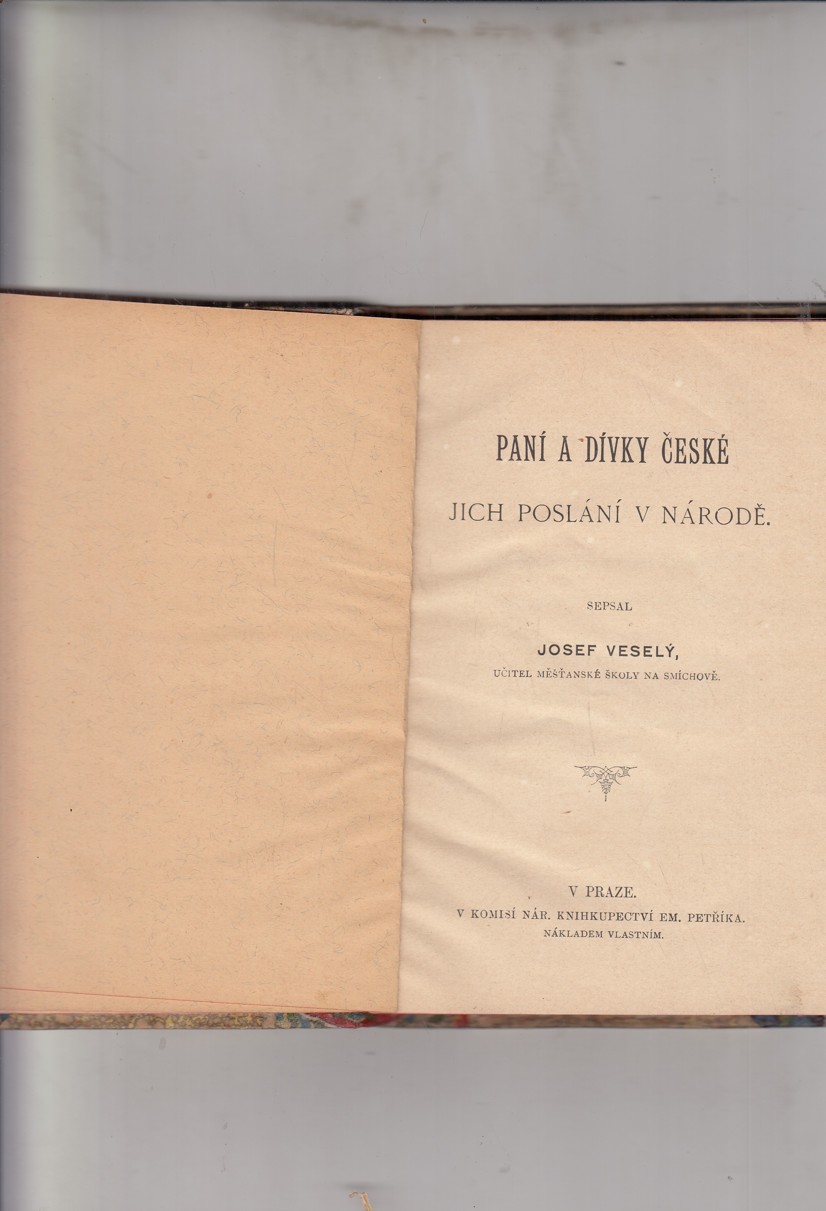 PANÍ A DÍVKY ČESKÉ
JICH POSLÁNÍ V NÁRODĚ.
SEPSAL
JOSEF VESELÝ,
UČITEL MĚŠŤANSKÉ ŠKOLY NA SMÍCHOVĚ.
V PRAZE.
V KOMISÍ NÁR. KNIHKUPECTVÍ EM. PETŘÍKA.
NÁKLADEM VLASTNÍM.